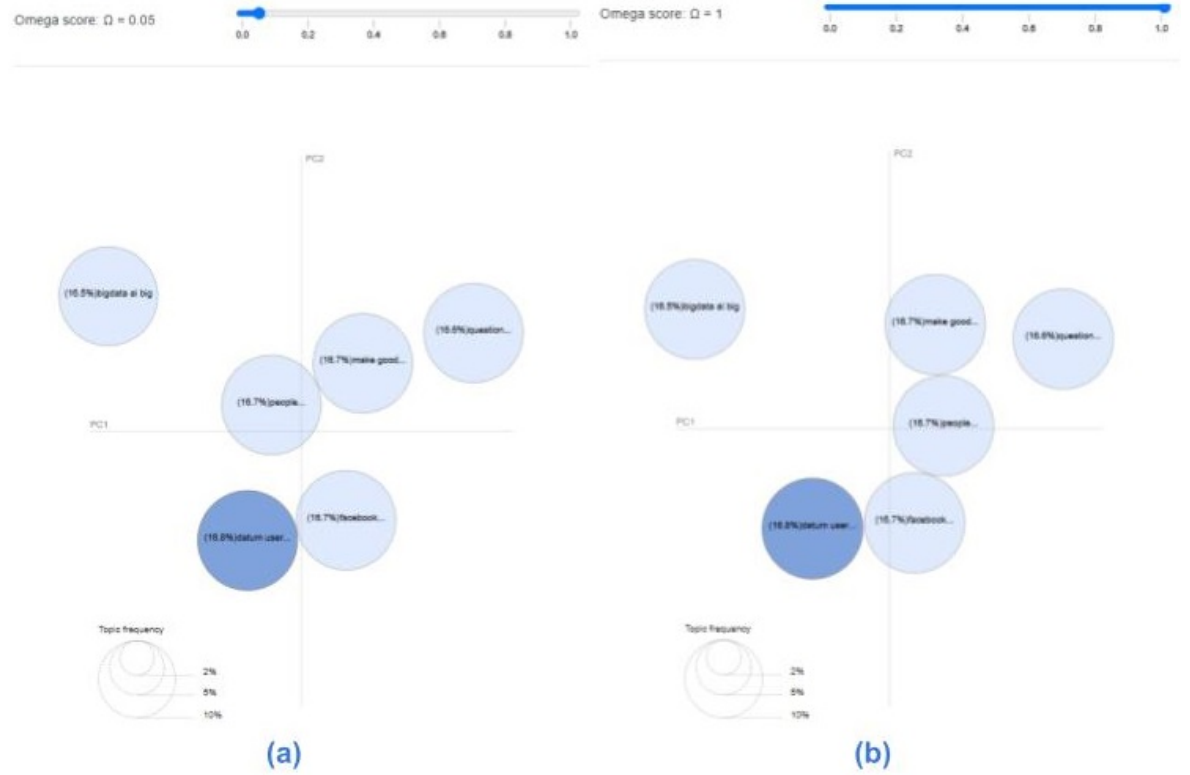 Omega score: Ω = 0.05
0.0 0.2 0.4 0.6 0.8 1.0
PC2
(16.5%)bigdata ai big
(16.6%)question...
(16.7%)make good...
(16.7%)people...
PC1
(16.7%)facebook...
(16.8%)datum user...
Topic frequency
2%
5%
10%
(a)
Omega score: Ω = 1
0.0 0.2 0.4 0.6 0.8 1.0
PC2
(16.5%)bigdata ai big
(16.7%)make good...
(16.6%)question...
(16.7%)people...
PC1
(16.8%)datum user...
(16.7%)facebook...
Topic frequency
2%
5%
10%
(b)